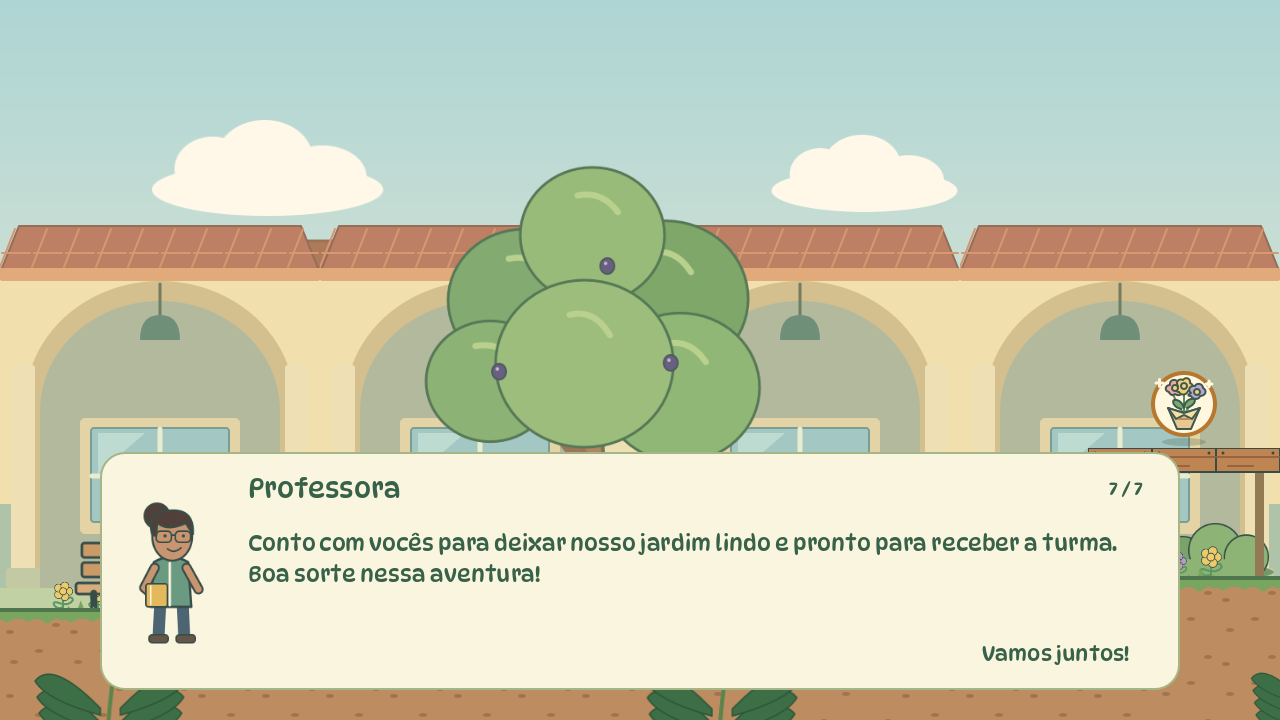 Professora
7 / 7
Conto com vocês para deixar nosso jardim lindo e pronto para receber a turma.
Boa sorte nessa aventura!
Vamos juntos!